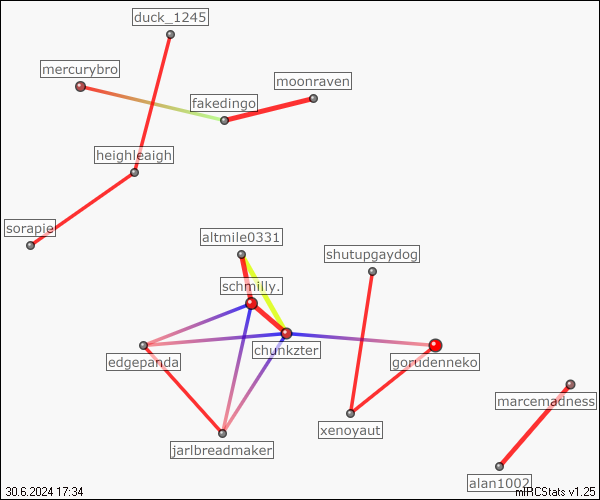 duck_1245
mercurybro
moonraven
fakedingo
heighleaigh
sorapie
altmile0331
shutupgaydog
schmilly.
chunkzter
edgepanda
gorudenneko
marcemadness
xenoyaut
jarlbreadmaker
alan1002
30.6.2024 17:34
mIRCStats v1.25